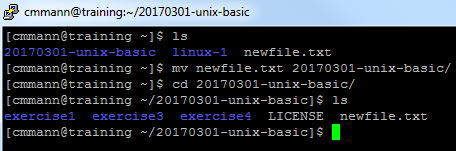 cmmann@training:~/20170301-unix-basic
[cmmann@training ~]$ ls
20170301-unix-basic  linux-1  newfile.txt
[cmmann@training ~]$ mv newfile.txt 20170301-unix-basic/
[cmmann@training ~]$ cd 20170301-unix-basic/
[cmmann@training ~/20170301-unix-basic]$ ls
exercise1  exercise3  exercise4  LICENSE  newfile.txt
[cmmann@training ~/20170301-unix-basic]$